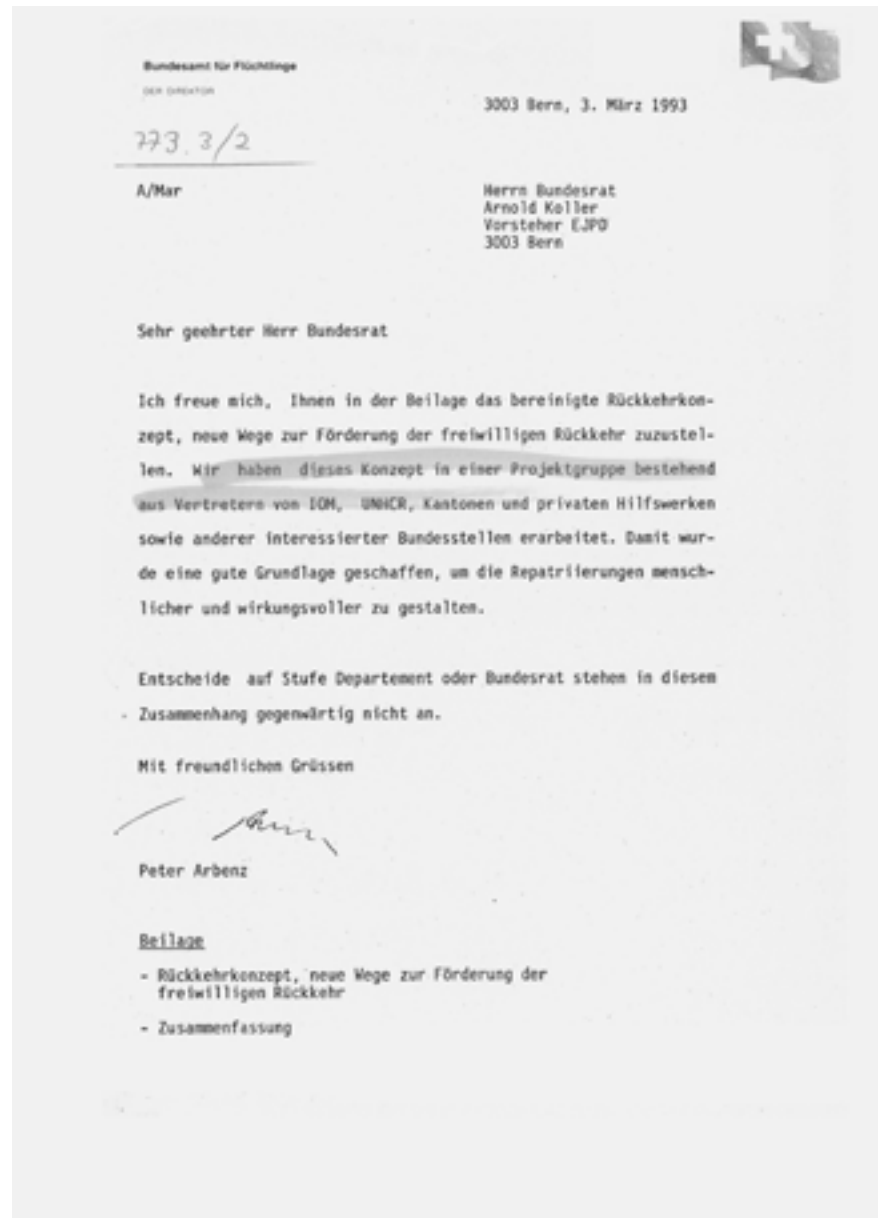 Bundesamt für Flüchtlinge
DER DIREKTOR
3003 Bern, 3. März 1993
773.3/2
A/Mar
Herrn Bundesrat
Arnold Koller
Vorsteher EJPD
3003 Bern
Sehr geehrter Herr Bundesrat
Ich freue mich, Ihnen in der Beilage das bereinigte Rückkehrkon-
zept, neue Wege zur Förderung der freiwilligen Rückkehr zuzustel-
len. Wir haben dieses Konzept in einer Projektgruppe bestehend
aus Vertretern von IOM, UNHCR, Kantonen und privaten Hilfswerken
sowie anderer interessierter Bundesstellen erarbeitet. Damit wur-
de eine gute Grundlage geschaffen, um die Repatriierungen mensch-
licher und wirkungsvoller zu gestalten.
Entscheide auf Stufe Departement oder Bundesrat stehen in diesem
Zusammenhang gegenwärtig nicht an.
Mit freundlichen Grüssen
Peter Arbenz
Beilage
- Rückkehrkonzept, neue Wege zur Förderung der
freiwilligen Rückkehr
- Zusammenfassung